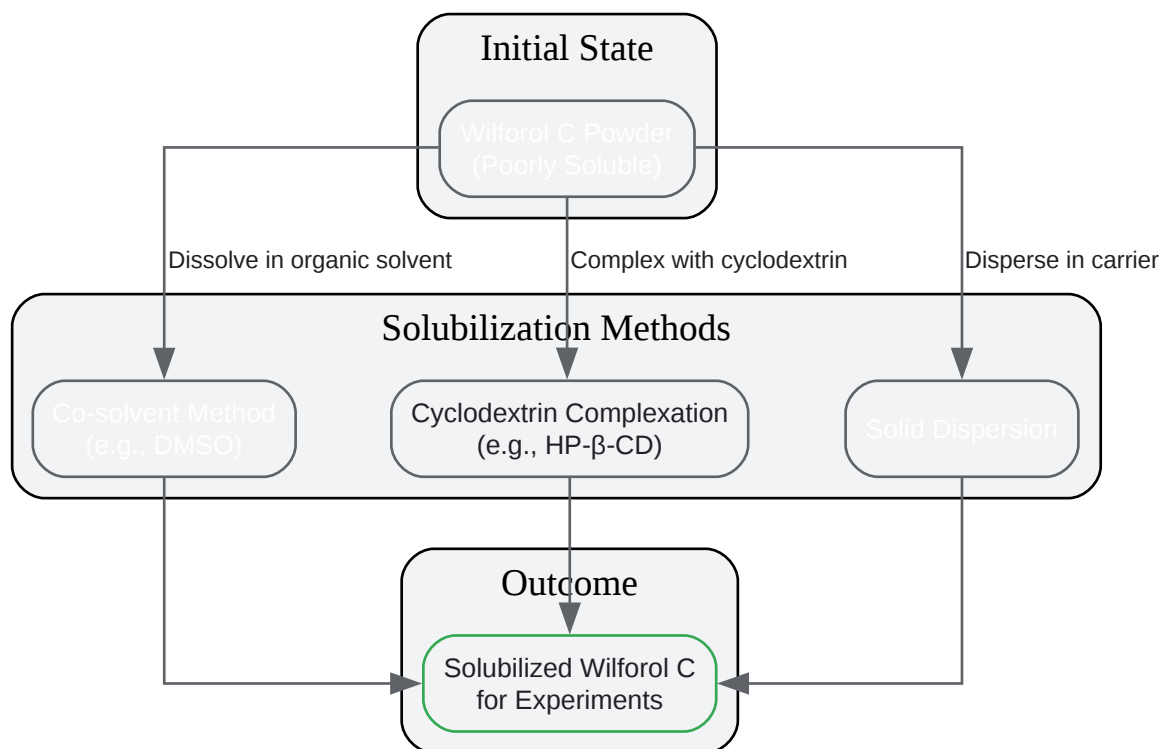 Initial State
Wilforol C Powder
(Poorly Soluble)
Dissolve in organic solvent
Complex with cyclodextrin
Disperse in carrier
Solubilization Methods
Co-solvent Method
(e.g., DMSO)
Cyclodextrin Complexation
(e.g., HP-β-CD)
Solid Dispersion
Outcome
Solubilized Wilforol C
for Experiments